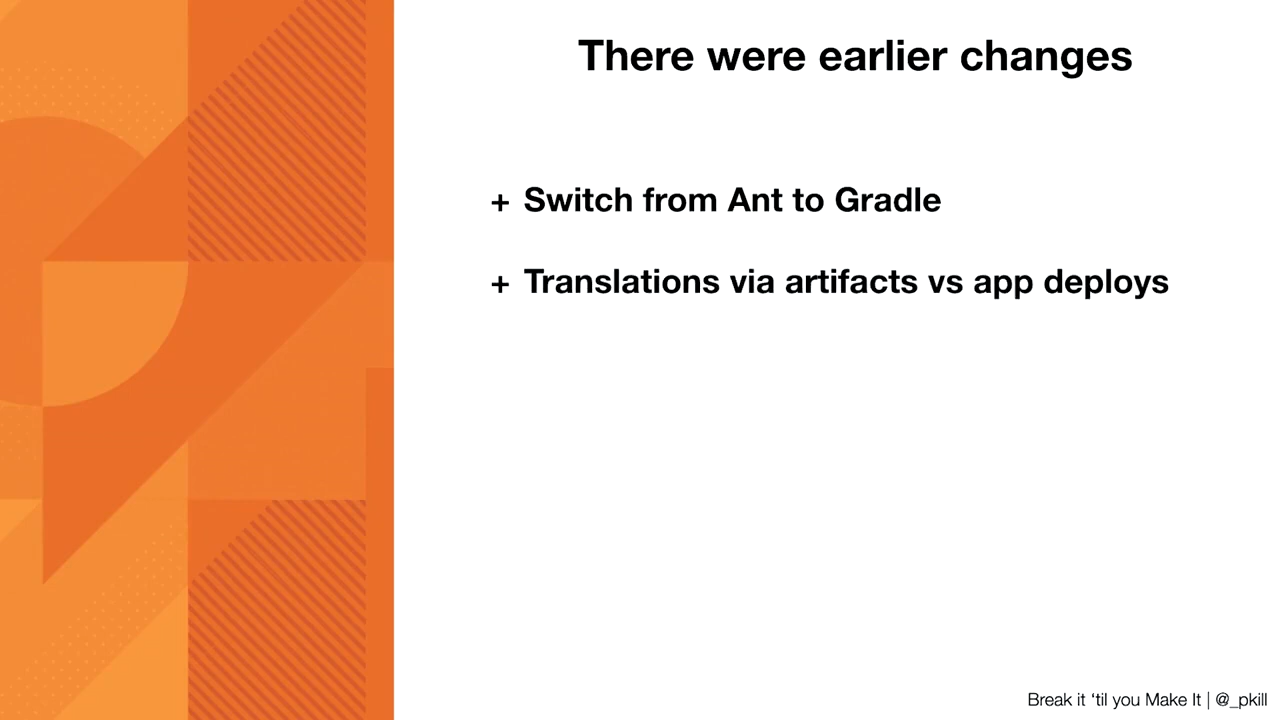 There were earlier changes
+ Switch from Ant to Gradle
+ Translations via artifacts vs app deploys
Break it ‘til you Make It | @_pkill